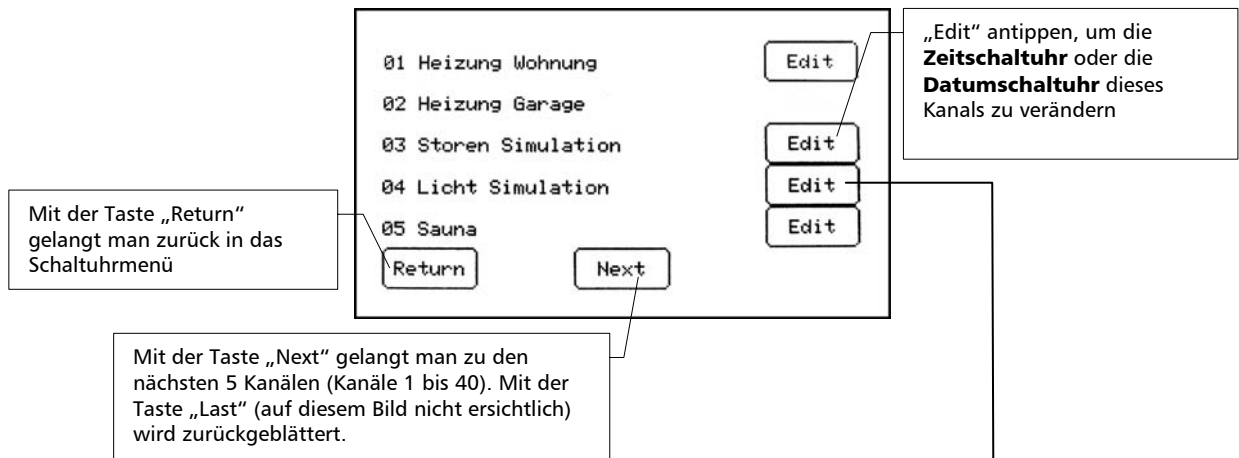 01 Heizung Wohnung Edit
02 Heizung Garage
03 Storen Simulation Edit
04 Licht Simulation Edit
05 Sauna Edit
Return Next
„Edit“ antippen, um die
Zeitschaltuhr oder die
Datumschaltuhr dieses
Kanals zu verändern
Mit der Taste „Return“
gelangt man zurück in das
Schaltuhrmenü
Mit der Taste „Next“ gelangt man zu den
nächsten 5 Kanälen (Kanäle 1 bis 40). Mit der
Taste „Last“ (auf diesem Bild nicht ersichtlich)
wird zurückgeblättert.